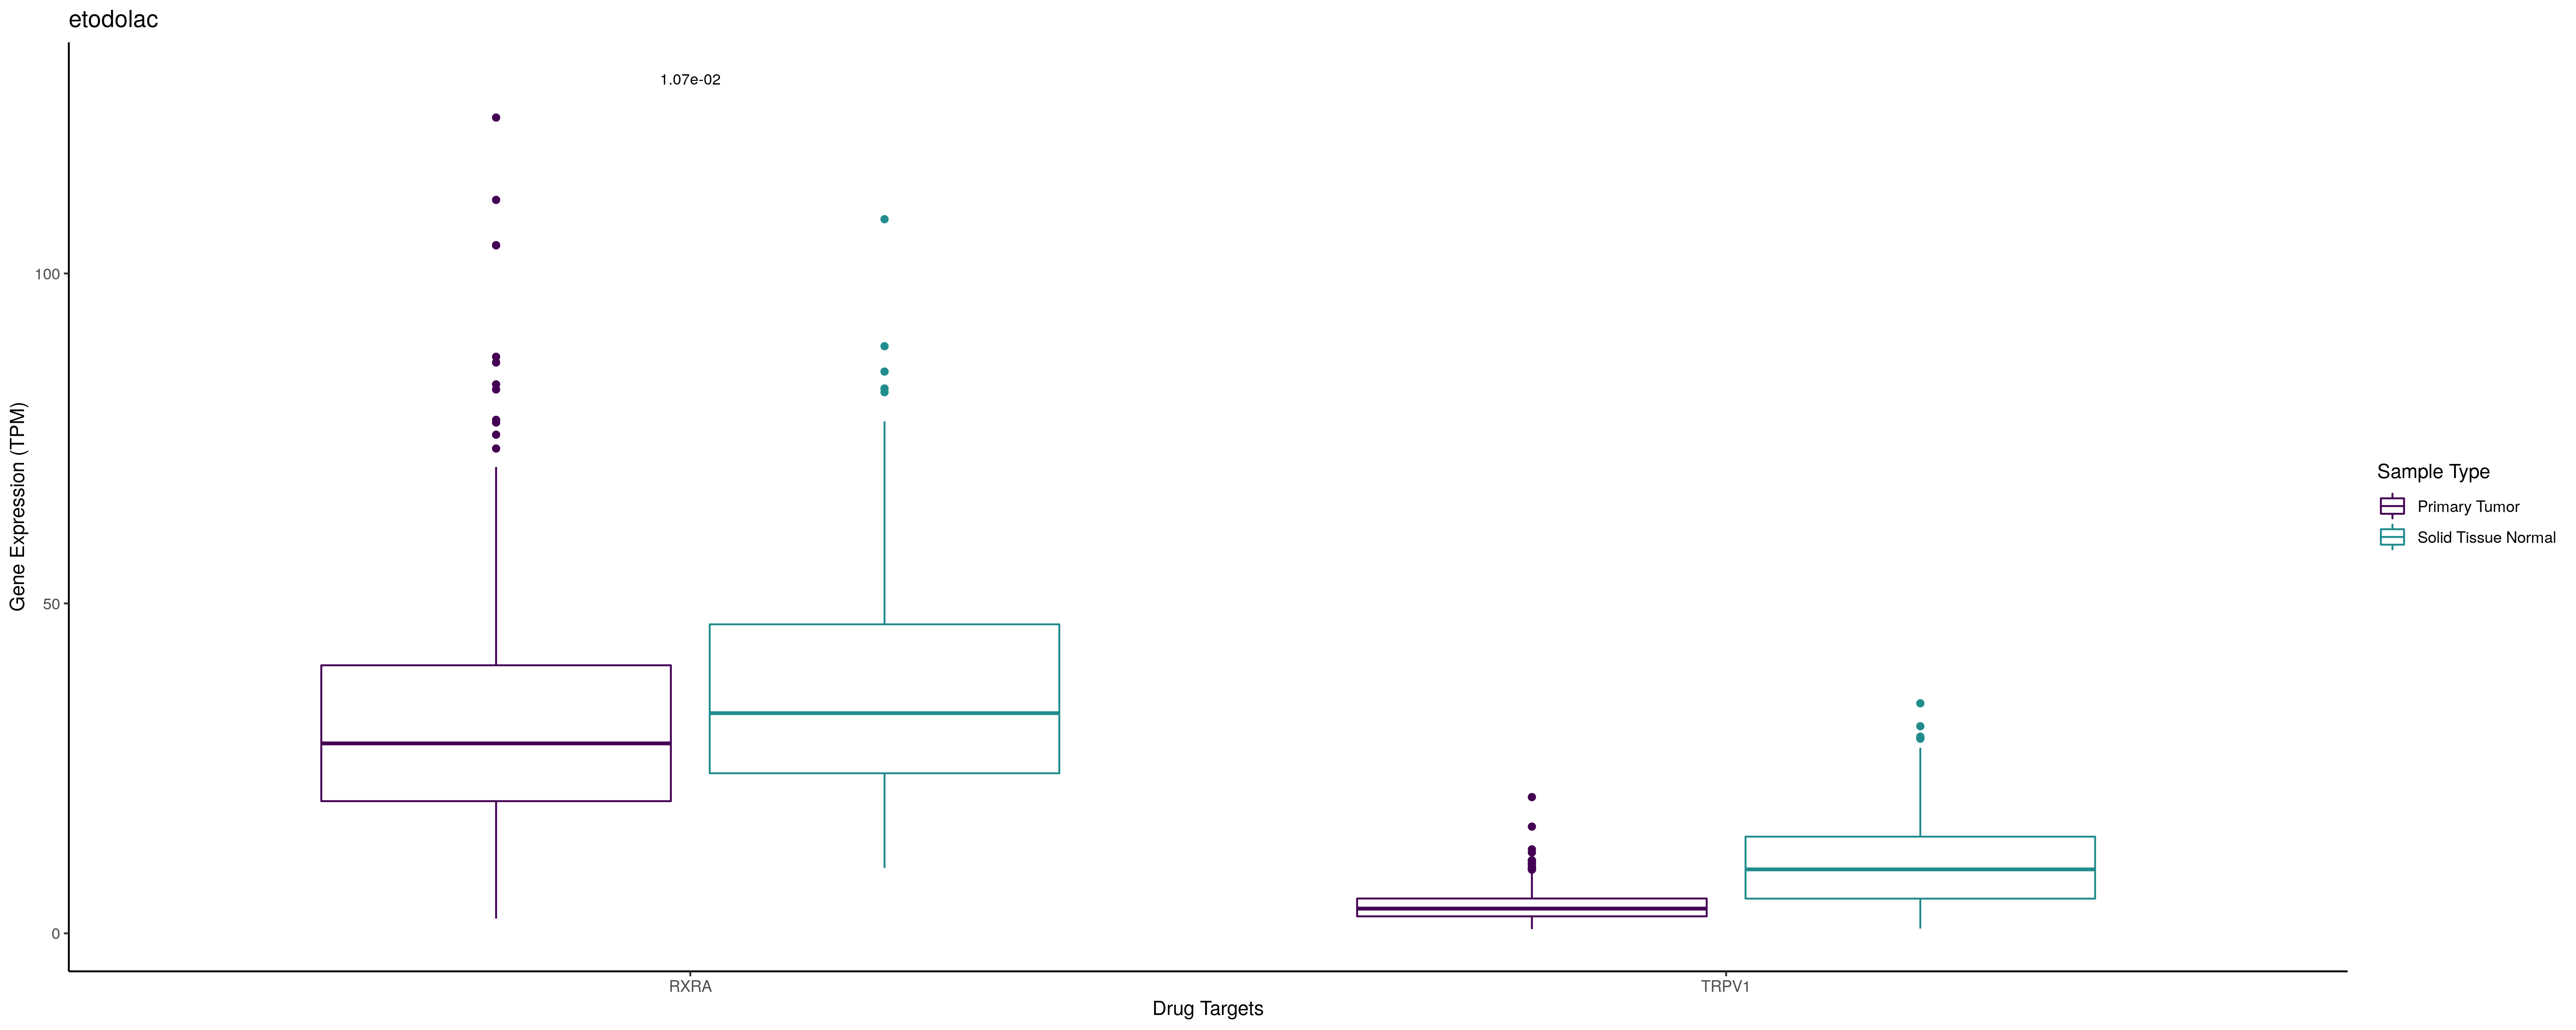 etodolac
1.07e-02
Gene Expression (TPM)
100
50
0
RXRA
TRPV1
Drug Targets
Sample Type
Primary Tumor
Solid Tissue Normal